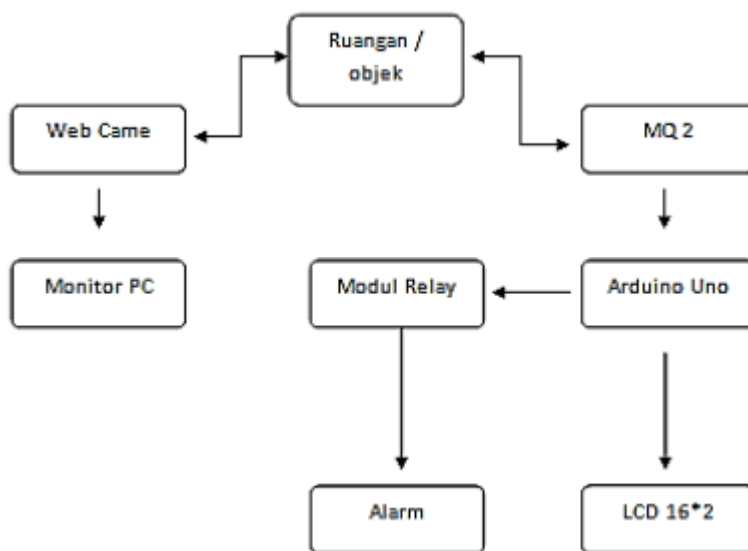 Ruangan /
objek
Web Came
MQ 2
Monitor PC
Modul Relay
Arduino Uno
Alarm
LCD 16*2